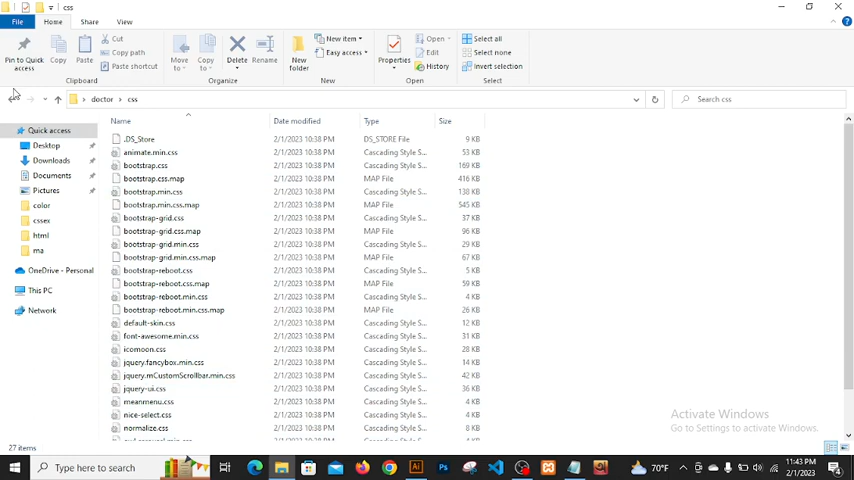 css
File Home Share View
Pin to Quick access
Copy
Paste
Cut
Copy path
Paste shortcut
Clipboard
Move to
Copy to
Delete
Rename
Organize
New folder
New item
Easy access
New
Properties
Open
Edit
History
Open
Select all
Select none
Invert selection
Select
doctor css
Search css
Quick access
Desktop
Downloads
Documents
Pictures
color
cssex
html
ma
OneDrive - Personal
This PC
Network
Name Date modified Type Size
.DS_Store 2/1/2023 10:38 PM DS_STORE File 9 KB
animate.min.css 2/1/2023 10:38 PM Cascading Style S... 53 KB
bootstrap.css 2/1/2023 10:38 PM Cascading Style S... 169 KB
bootstrap.css.map 2/1/2023 10:38 PM MAP File 416 KB
bootstrap.min.css 2/1/2023 10:38 PM Cascading Style S... 138 KB
bootstrap.min.css.map 2/1/2023 10:38 PM MAP File 545 KB
bootstrap-grid.css 2/1/2023 10:38 PM Cascading Style S... 37 KB
bootstrap-grid.css.map 2/1/2023 10:38 PM MAP File 96 KB
bootstrap-grid.min.css 2/1/2023 10:38 PM Cascading Style S... 29 KB
bootstrap-grid.min.css.map 2/1/2023 10:38 PM MAP File 67 KB
bootstrap-reboot.css 2/1/2023 10:38 PM Cascading Style S... 5 KB
bootstrap-reboot.css.map 2/1/2023 10:38 PM MAP File 59 KB
bootstrap-reboot.min.css 2/1/2023 10:38 PM Cascading Style S... 4 KB
bootstrap-reboot.min.css.map 2/1/2023 10:38 PM MAP File 26 KB
default-skin.css 2/1/2023 10:38 PM Cascading Style S... 12 KB
font-awesome.min.css 2/1/2023 10:38 PM Cascading Style S... 31 KB
icomoon.css 2/1/2023 10:38 PM Cascading Style S... 28 KB
jquery.fancybox.min.css 2/1/2023 10:38 PM Cascading Style S... 14 KB
jquery.mCustomScrollbar.min.css 2/1/2023 10:38 PM Cascading Style S... 42 KB
jquery-ui.css 2/1/2023 10:38 PM Cascading Style S... 36 KB
meanmenu.css 2/1/2023 10:38 PM Cascading Style S... 4 KB
nice-select.css 2/1/2023 10:38 PM Cascading Style S... 4 KB
normalize.css 2/1/2023 10:38 PM Cascading Style S... 8 KB
Activate Windows
Go to Settings to activate Windows.
27 items
Type here to search
70°F
11:43 PM
2/1/2023
4